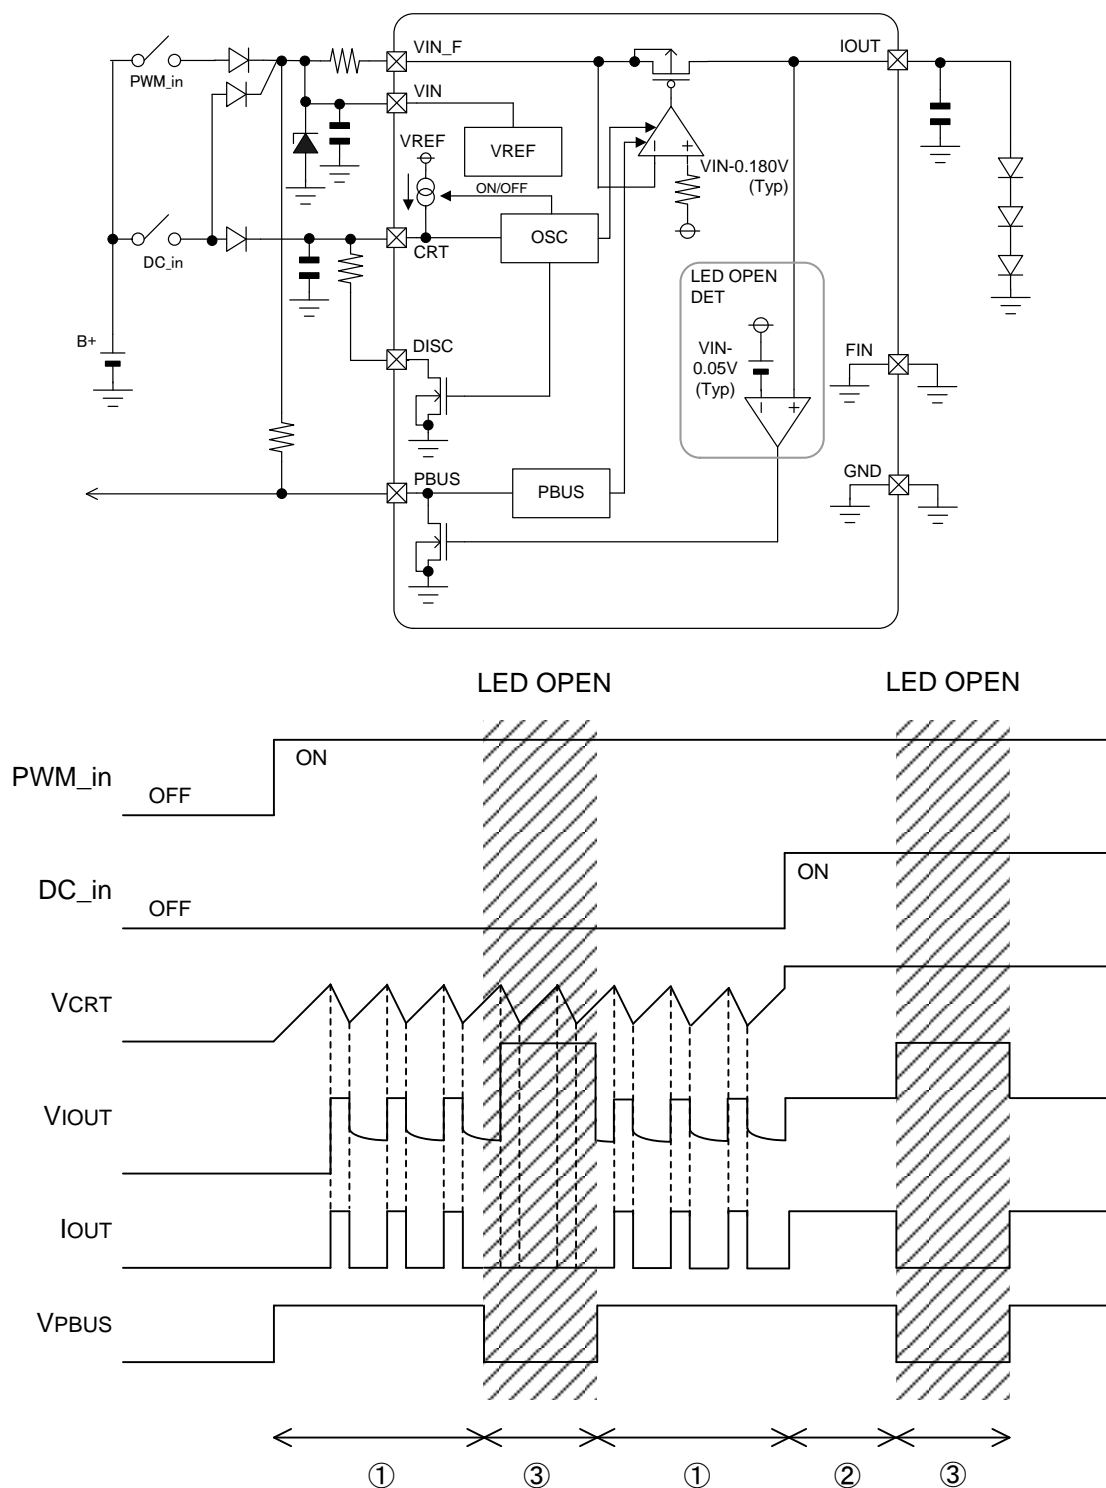 VIN_F
IOUT
PWM_in
VIN
VREF
VREF
VIN-0.180V
(Typ)
ON/OFF
OSC
CRT
DC_in
LED OPEN
DET
B+
DISC
VIN-
0.05V
(Typ)
FIN
PBUS
PBUS
GND
LED OPEN
LED OPEN
PWM_in
OFF
ON
DC_in
OFF
ON
VCRT
VIOUT
IOUT
VPBUS
① ③ ① ② ③